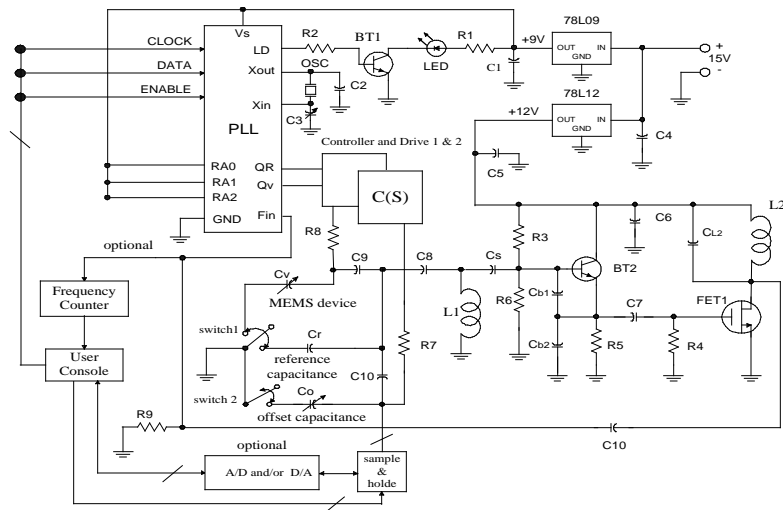 Vs
CLOCK
DATA
ENABLE
LD
Xout
OSC
Xin
PLL
R2
BT1
LED
R1
+9V
C1
78L09
OUT
IN
GND
+
15V
-
C2
C3
Controller and Drive 1 & 2
+12V
78L12
OUT
IN
GND
C4
C5
RA0
RA1
RA2
GND
QR
Qv
Fin
C(S)
optional
R8
C9
C8
Cs
R3
C6
CL2
L2
BT2
FET1
Frequency
Counter
Cv
MEMS device
L1
R6
Cb1
C7
switch1
Cr
reference
capacitance
R7
Cb2
R5
R4
User
Console
C10
switch 2
Co
offset capacitance
R9
C10
optional
A/D and/or D/A
sample
&
holde